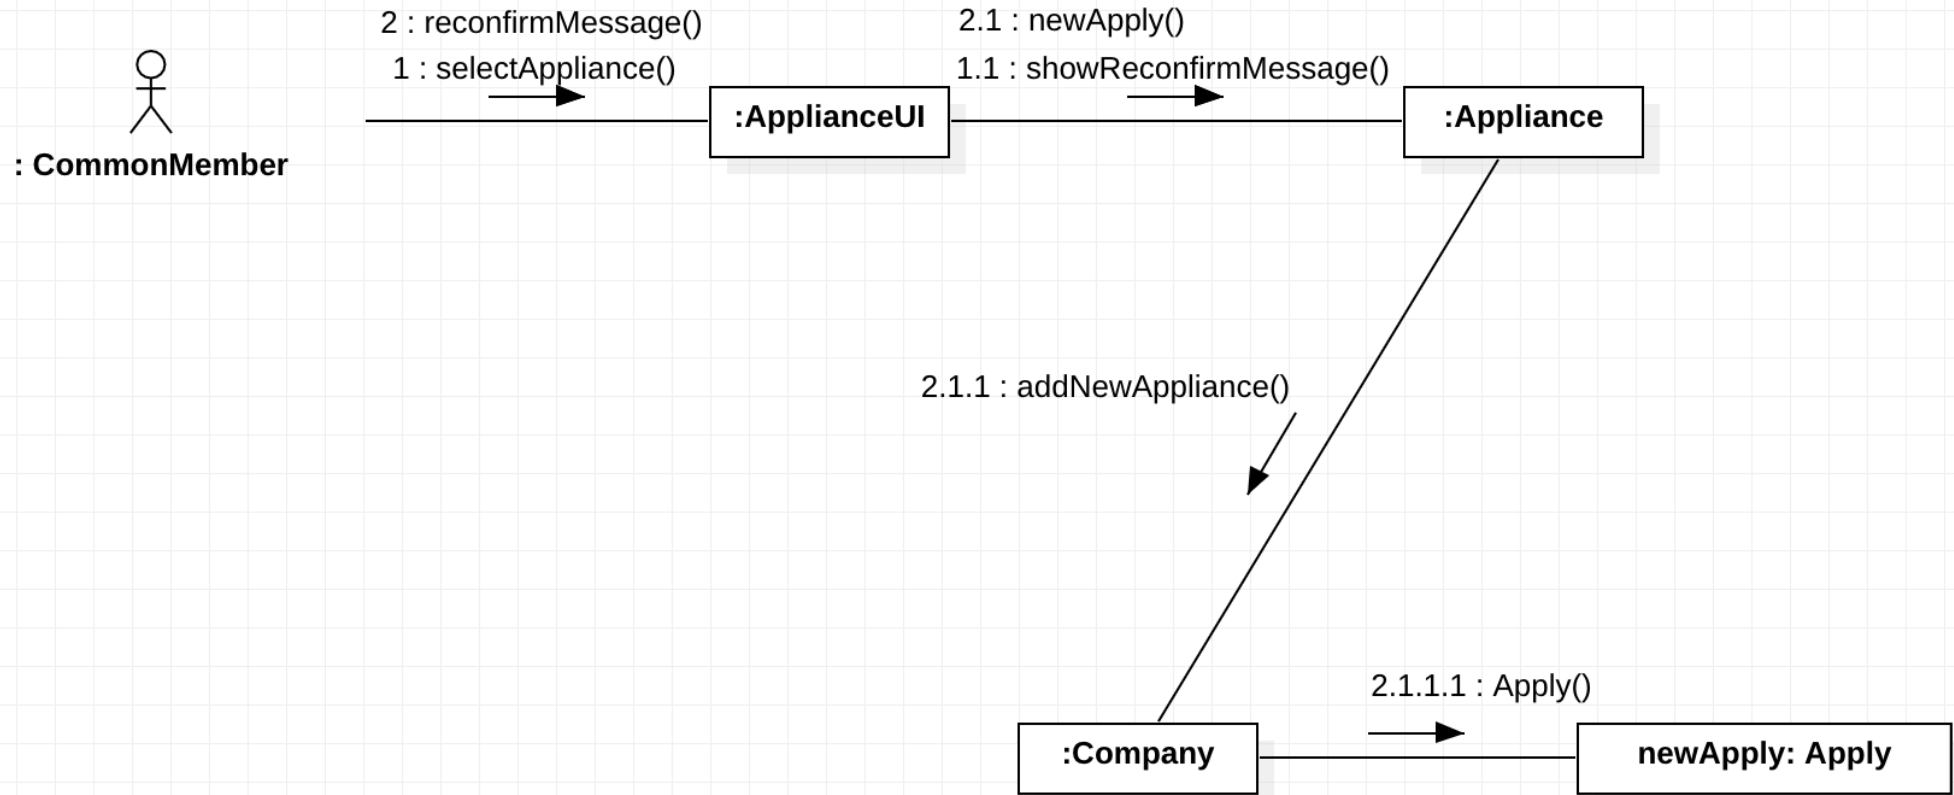 2 : reconfirmMessage()
2.1 : newApply()
1 : selectAppliance()
1.1 : showReconfirmMessage()
:ApplianceUI
:Appliance
: CommonMember
2.1.1 : addNewAppliance()
2.1.1.1 : Apply()
:Company
newApply: Apply